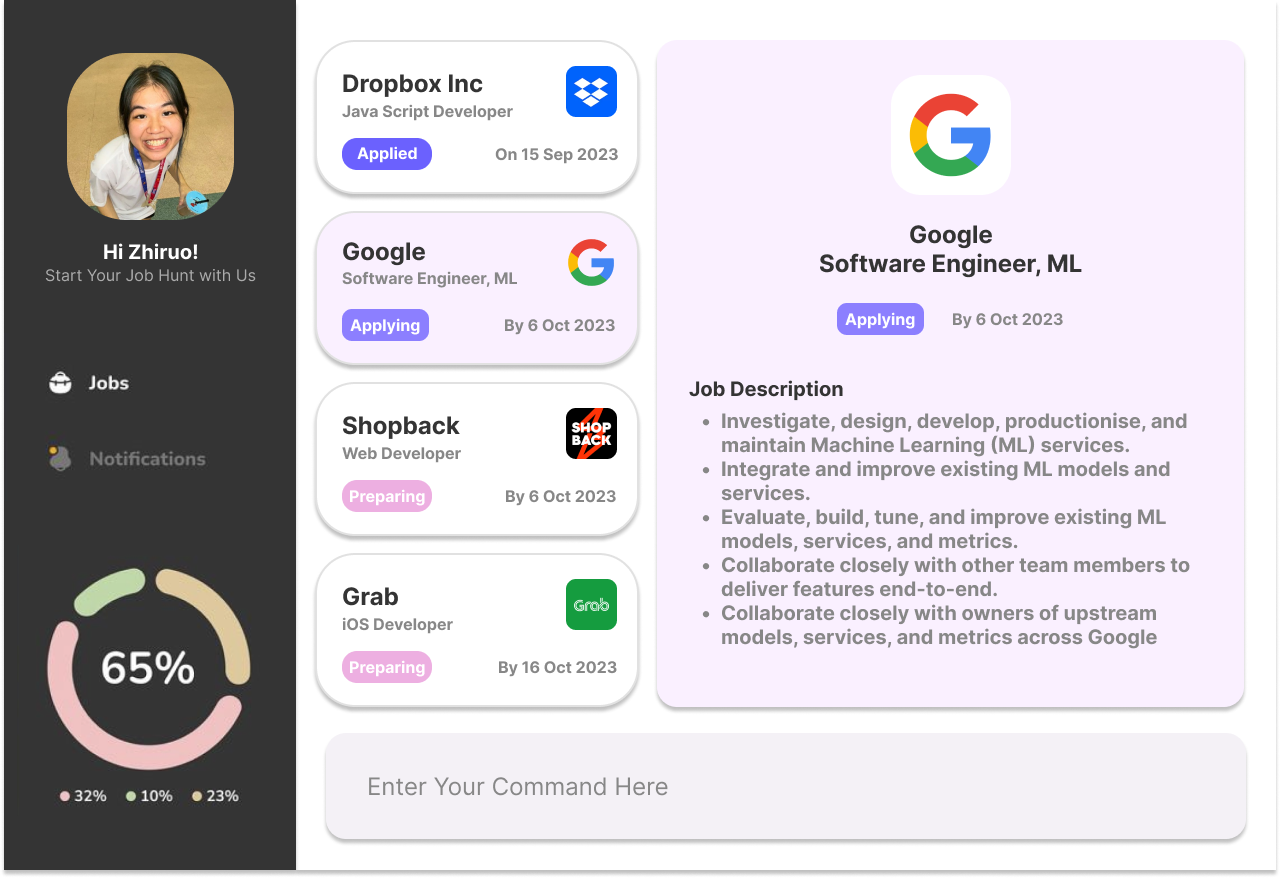 Hi Zhiruo!
Start Your Job Hunt with Us
Jobs
Notifications
65%
32% 10% 23%
Dropbox Inc
Java Script Developer
Applied On 15 Sep 2023
Google
Software Engineer, ML
Applying By 6 Oct 2023
Shopback
Web Developer
SHOP
BACK
Preparing By 6 Oct 2023
Grab
iOS Developer
Grab
Preparing By 16 Oct 2023
Google
Software Engineer, ML
Applying By 6 Oct 2023
Job Description
• Investigate, design, develop, productionise, and
maintain Machine Learning (ML) services.
• Integrate and improve existing ML models and
services.
• Evaluate, build, tune, and improve existing ML
models, services, and metrics.
• Collaborate closely with other team members to
deliver features end-to-end.
• Collaborate closely with owners of upstream
models, services, and metrics across Google
Enter Your Command Here